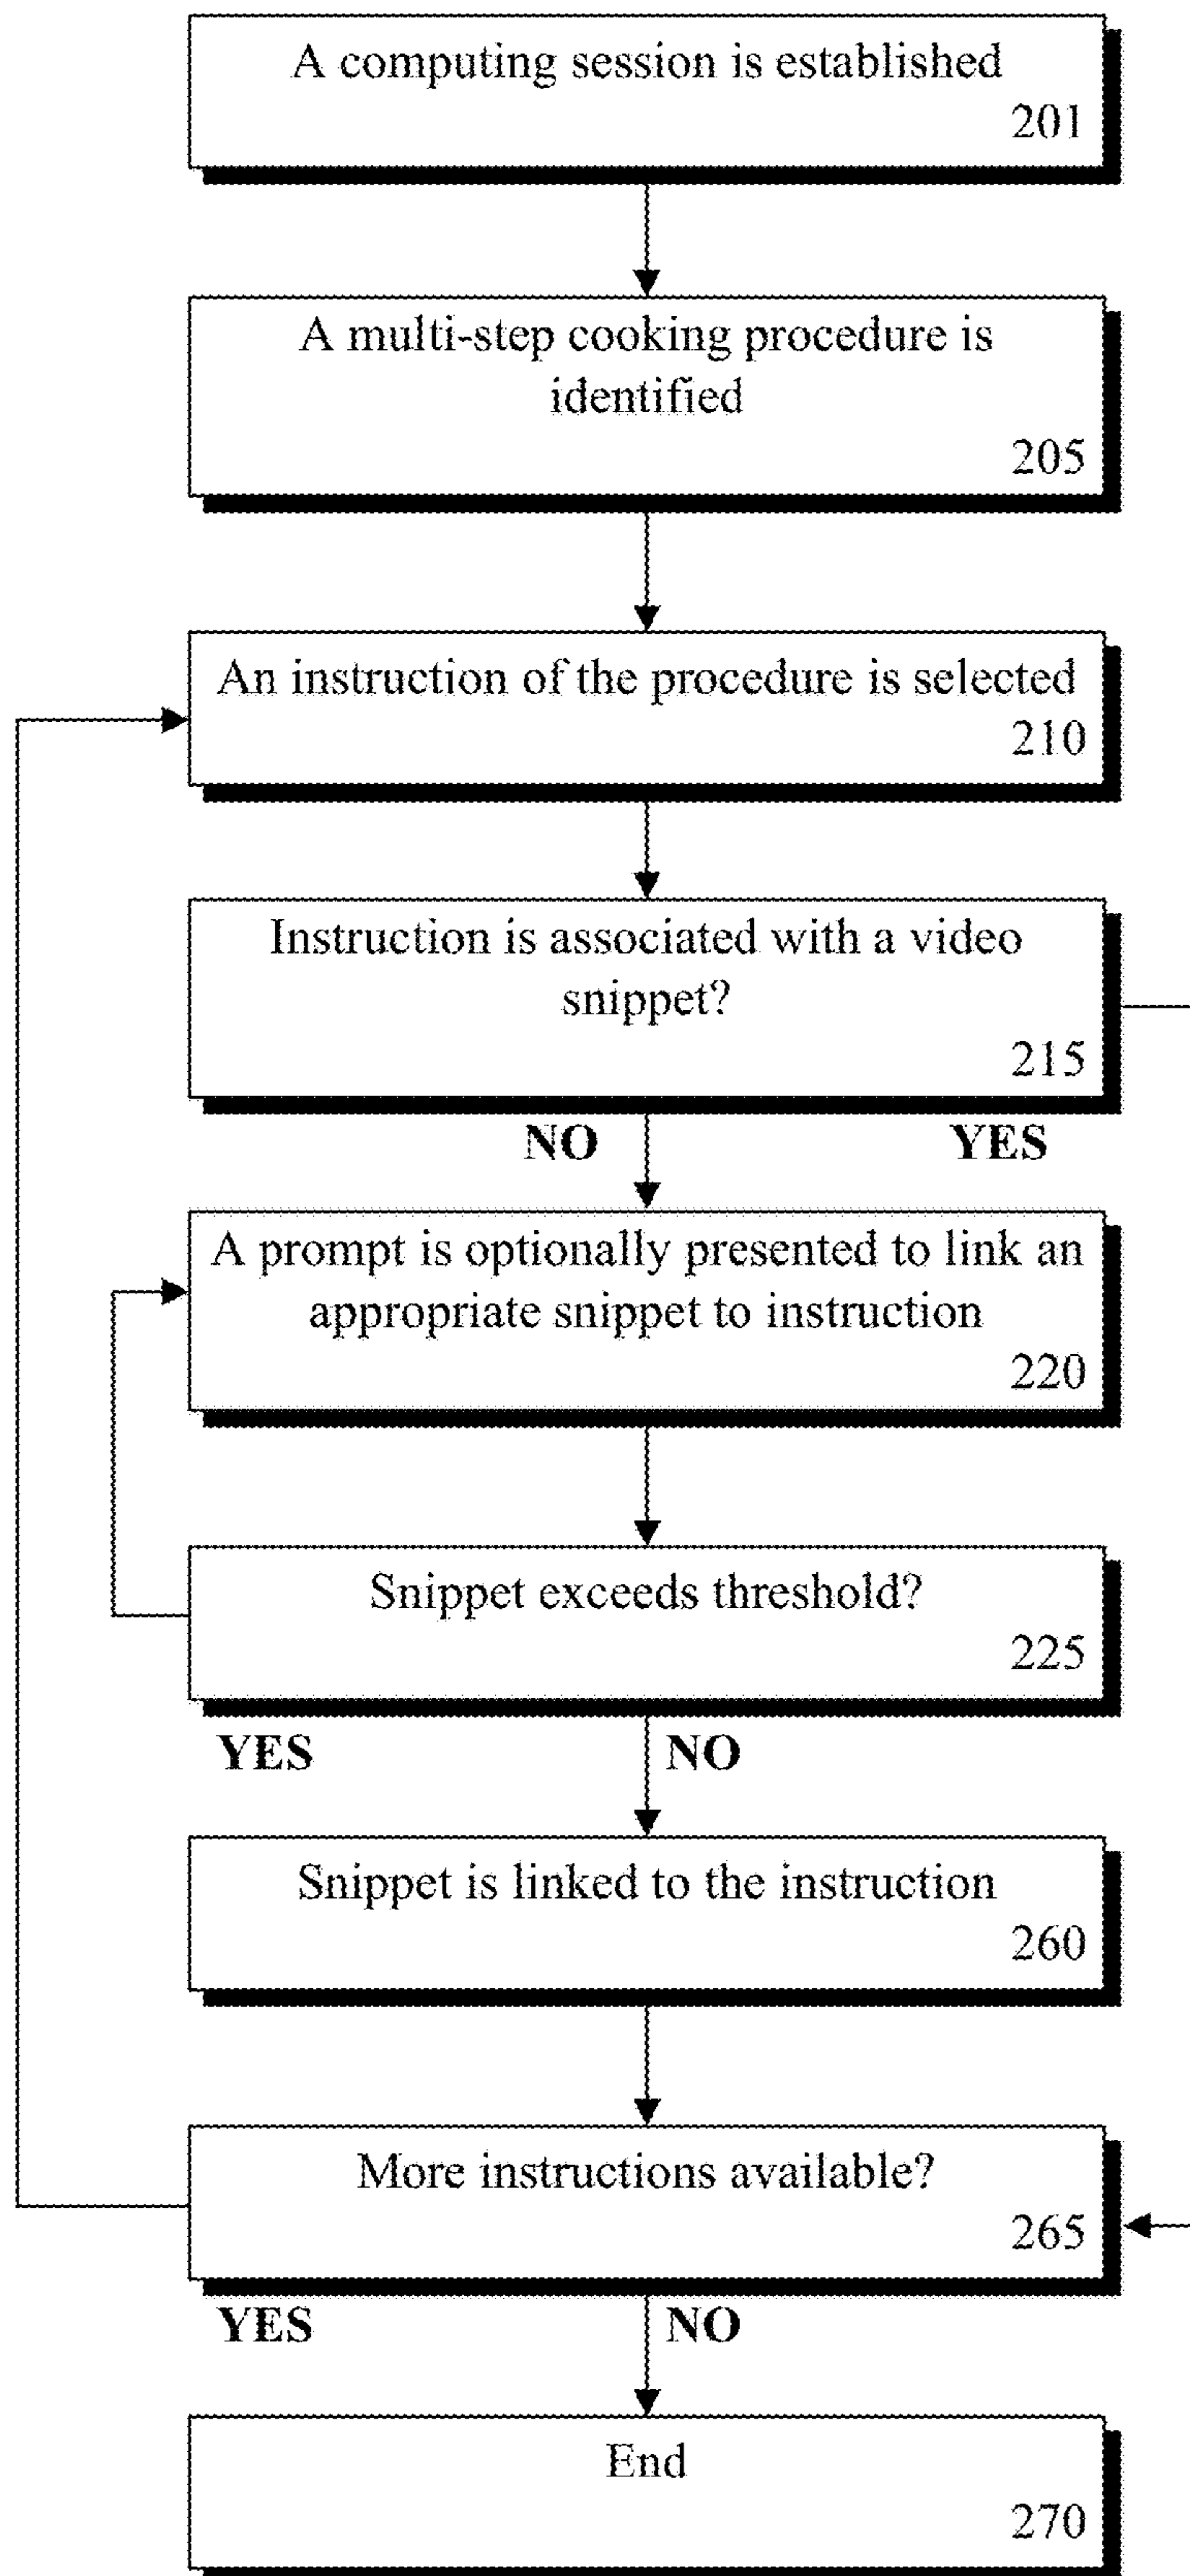 A computing session is established
201
A multi-step cooking procedure is
identified
205
An instruction of the procedure is selected
210
Instruction is associated with a video
snippet?
215
NO YES
A prompt is optionally presented to link an
appropriate snippet to instruction
220
Snippet exceeds threshold?
225
YES NO
Snippet is linked to the instruction
260
More instructions available?
265
YES NO
End
270